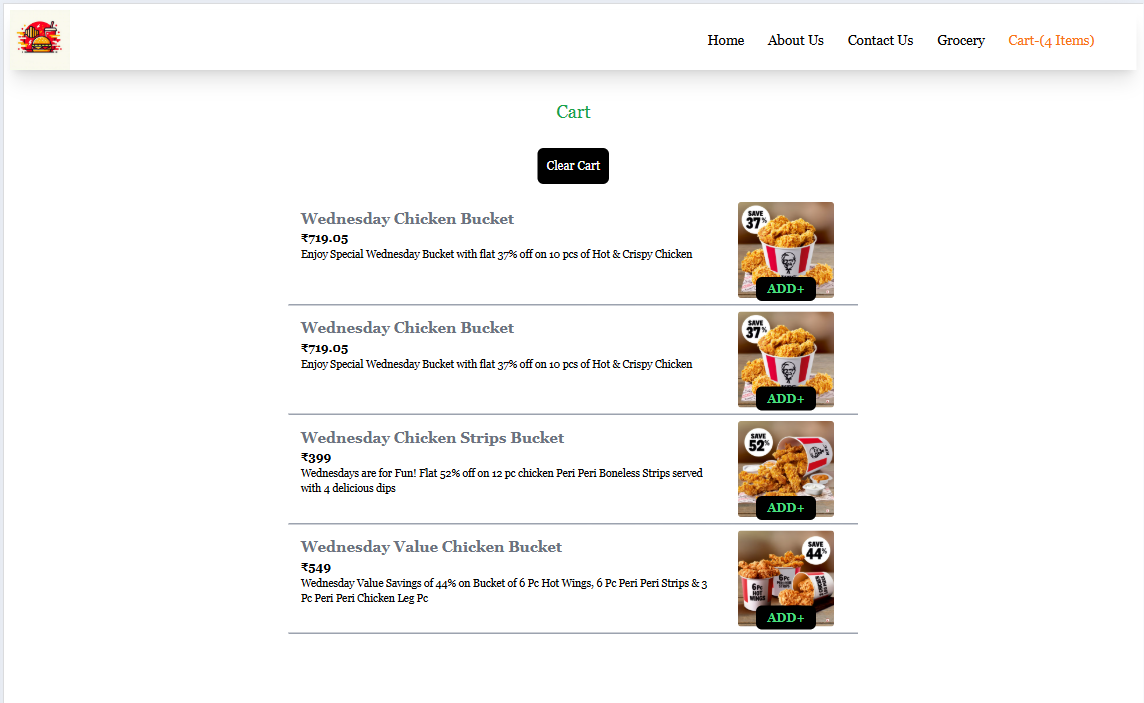 Home About Us Contact Us Grocery Cart-(4 Items)
Cart
Clear Cart
Wednesday Chicken Bucket
₹719.05
Enjoy Special Wednesday Bucket with flat 37% off on 10 pcs of Hot & Crispy Chicken
SAVE
37%
ADD+
Wednesday Chicken Bucket
₹719.05
Enjoy Special Wednesday Bucket with flat 37% off on 10 pcs of Hot & Crispy Chicken
SAVE
37%
ADD+
Wednesday Chicken Strips Bucket
₹399
Wednesdays are for Fun! Flat 52% off on 12 pc chicken Peri Peri Boneless Strips served
with 4 delicious dips
SAVE
52%
ADD+
Wednesday Value Chicken Bucket
₹549
Wednesday Value Savings of 44% on Bucket of 6 Pc Hot Wings, 6 Pc Peri Peri Strips & 3
Pc Peri Peri Chicken Leg Pc
SAVE
44%
6 Pc
6 Pc
HOT
WINGS
ADD+